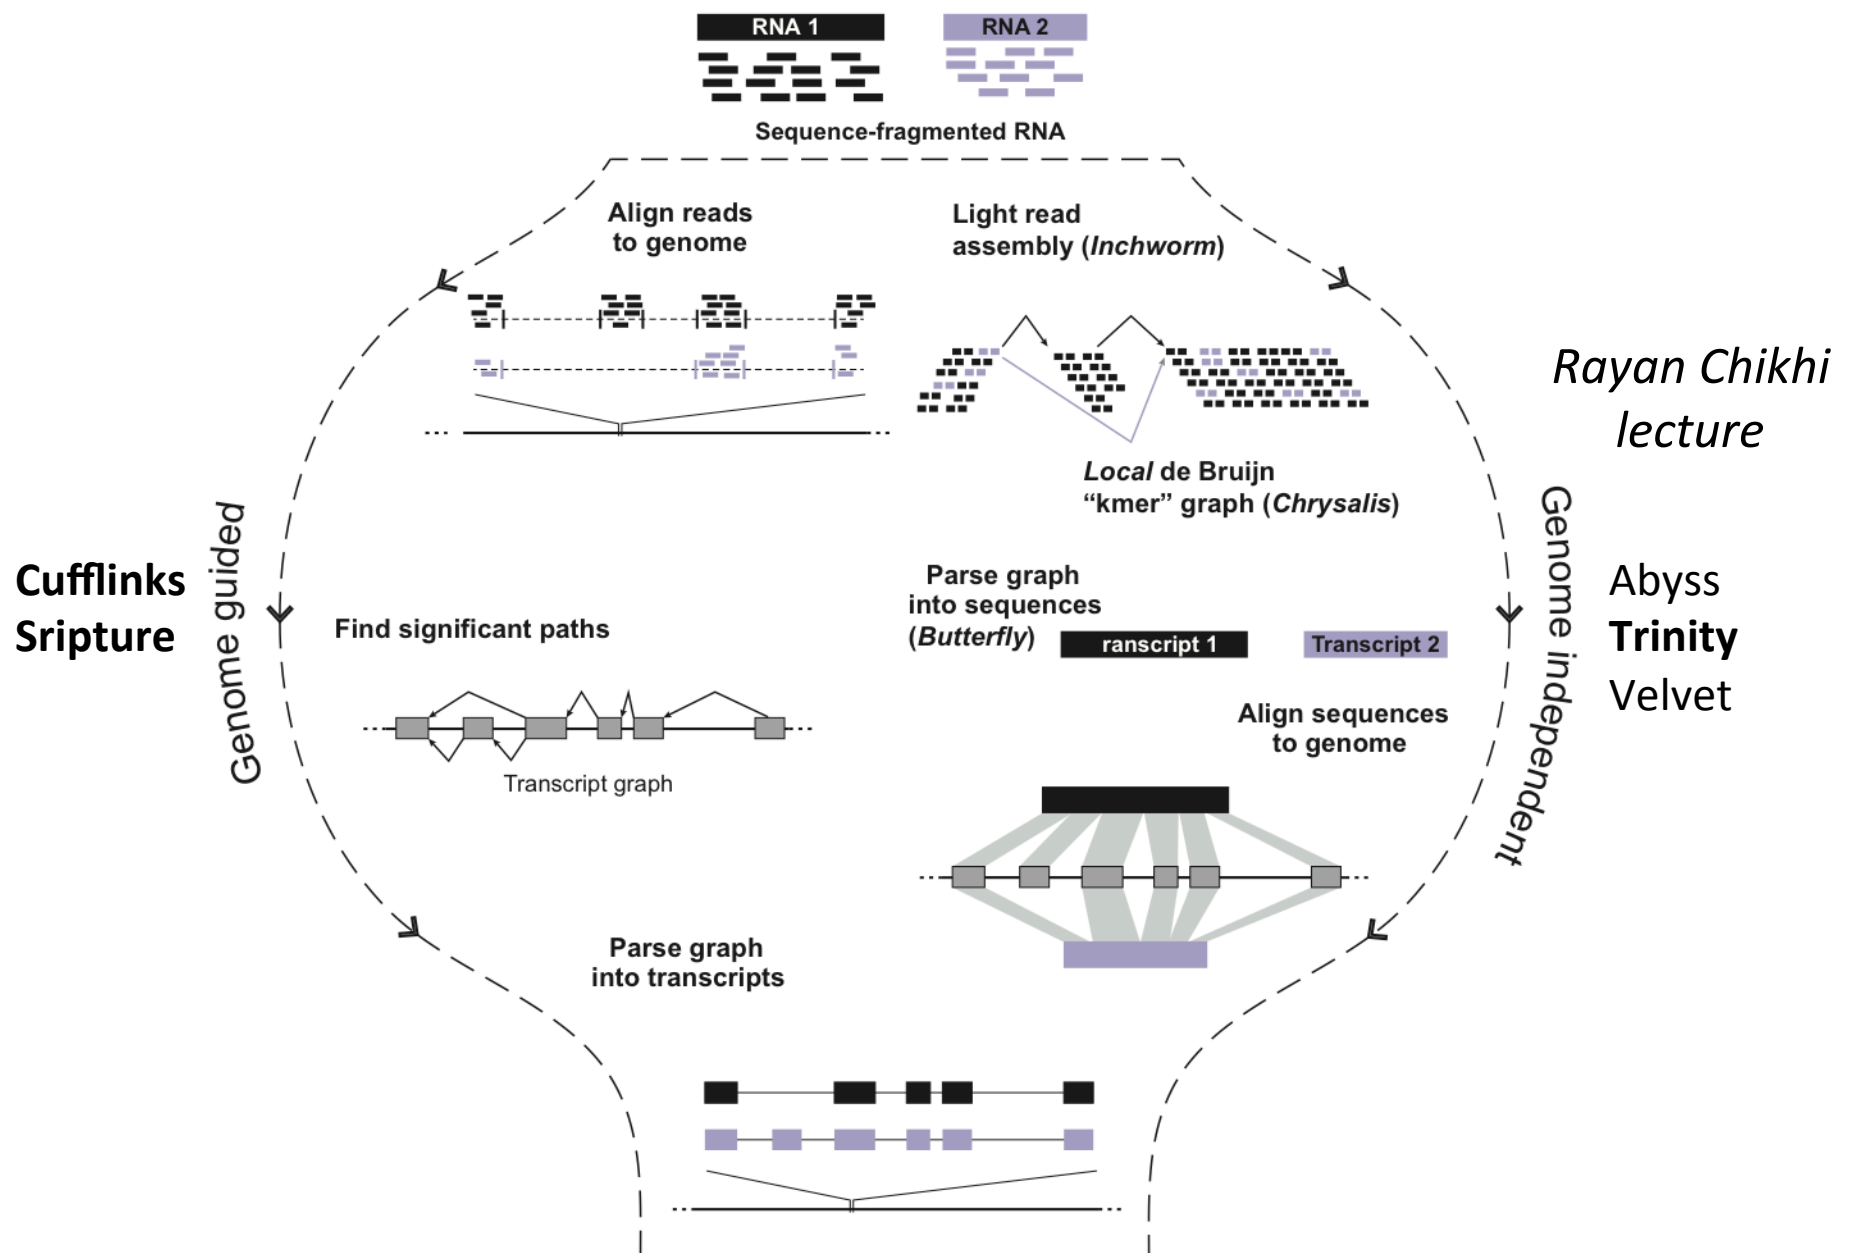 RNA 1
RNA 2
Sequence-fragmented RNA
Align reads
to genome
Light read
assembly (Inchworm)
Rayan Chikhi
lecture
Local de Bruijn
“kmer” graph (Chrysalis)
Genome guided
Cufflinks
Sripture
Find significant paths
Transcript graph
Parse graph
into sequences
(Butterfly)
ranscript 1
Transcript 2
Genome independent
Abyss
Trinity
Velvet
Align sequences
to genome
Parse graph
into transcripts